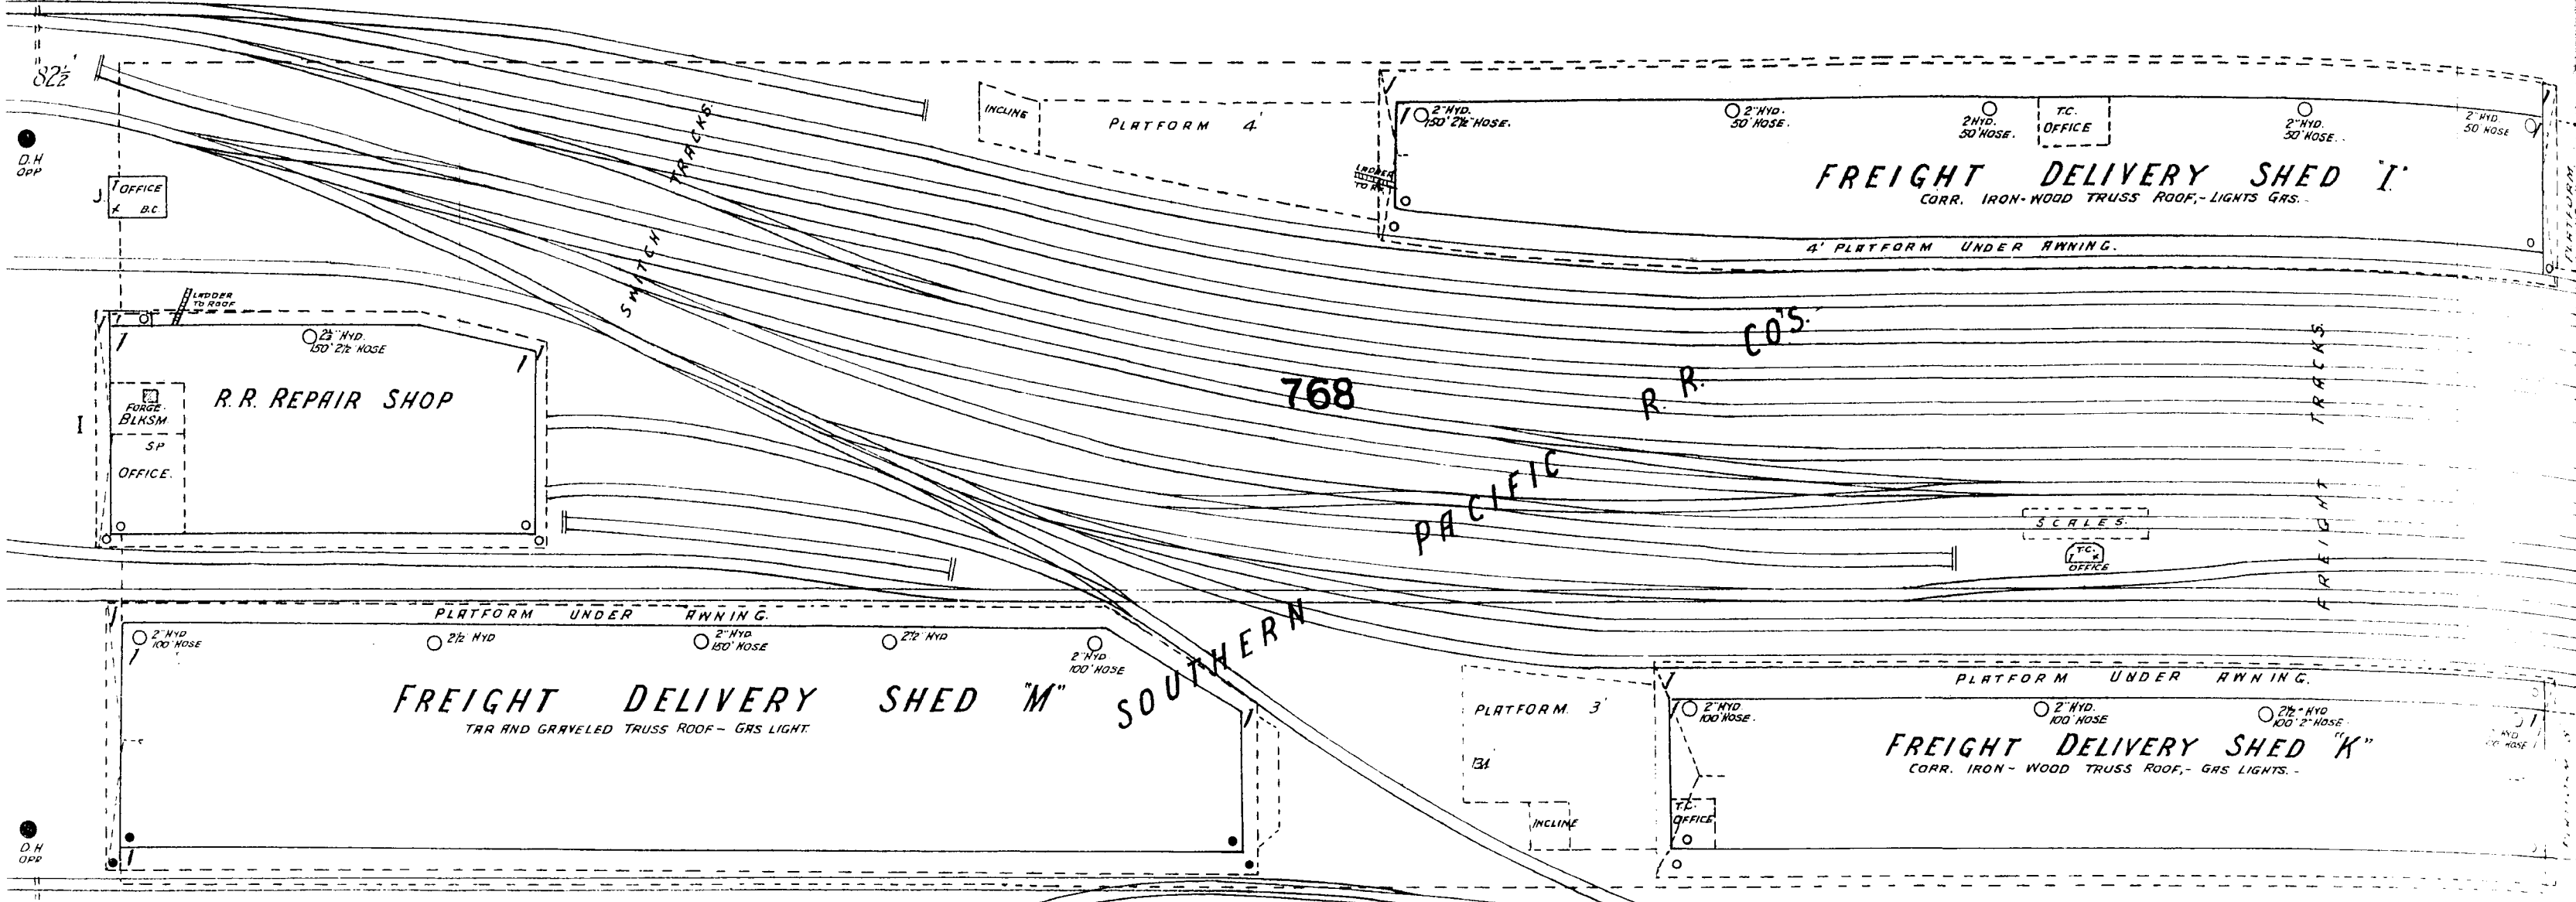 82½'
D.H
OPP
J
1 OFFICE
X B.C.
SWITCH TRACKS
INCLINE
PLATFORM 4'
LADDER
TO RF.
2" HYD.
150' 2½" HOSE.
2" HYD.
50' HOSE.
2 HYD.
50' HOSE.
T.C.
OFFICE
2" HYD.
50' HOSE.
2" HYD.
50' HOSE
FREIGHT DELIVERY SHED "I"
CORR. IRON-WOOD TRUSS ROOF,-LIGHTS GAS.-
4' PLATFORM UNDER AWNING.
PLATFORM.
LADDER
TO ROOF
2½" HYD.
150' 2½ HOSE
R.R. REPAIR SHOP
FORGE.
BLKSM
SP
OFFICE.
I
768
SOUTHERN PACIFIC R. R. CO'S.
FREIGHT TRACKS.
SCALES.
T.C.
1 X
OFFICE
PLATFORM UNDER AWNING.
2" HYD
100' HOSE
2½" HYD
2" HYD.
150' HOSE
2½" HYD
2" HYD
100' HOSE
FREIGHT DELIVERY SHED "M"
TAR AND GRAVELED TRUSS ROOF - GAS LIGHT.
D.H
OPP
PLATFORM 3'
INCLINE
PLATFORM UNDER AWNING.
2" HYD.
100' HOSE.
2" HYD.
100' HOSE
2½" HYD
100' 2" HOSE.
FREIGHT DELIVERY SHED "K"
CORR. IRON - WOOD TRUSS ROOF,- GAS LIGHTS.-
T.C.
OFFICE